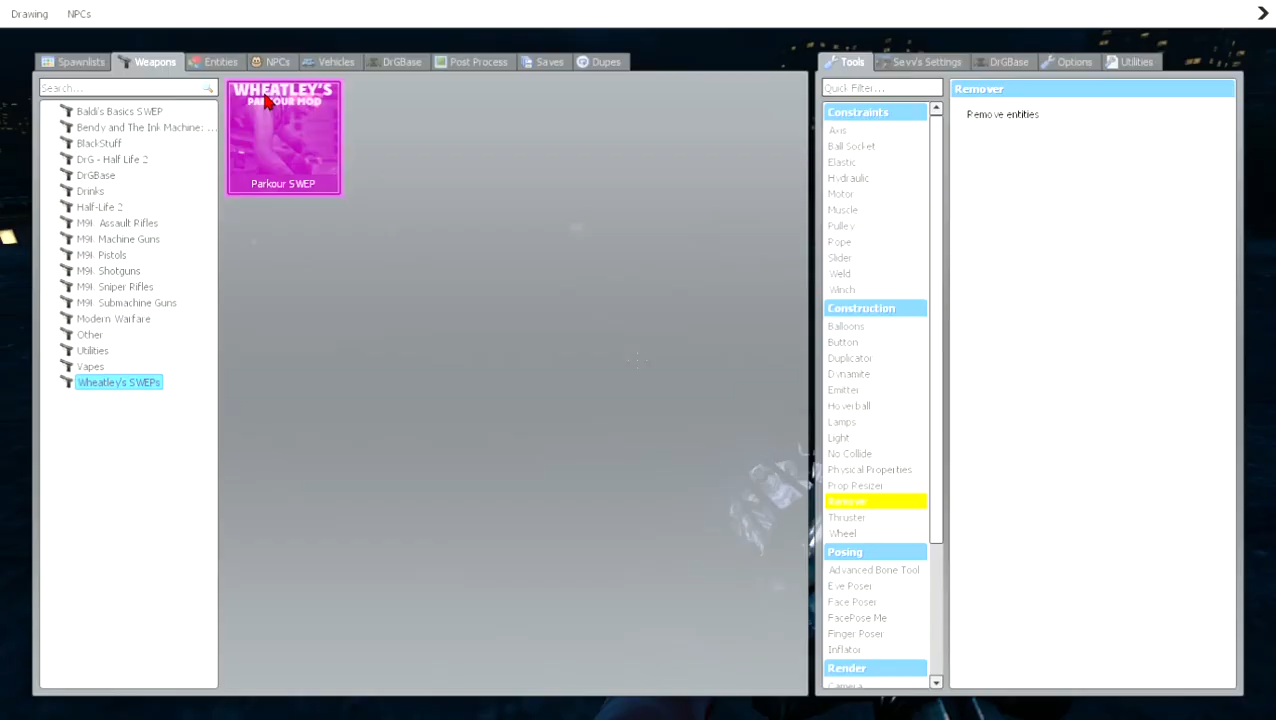 Drawing NPCs
Spawnlists Weapons Entities NPCs Vehicles DrGBase Post Process Saves Dupes
Search...
Baldi's Basics SWEP
Bendy and The Ink Machine: ...
BlackStuff
DrG - Half Life 2
DrGBase
Drinks
Half-Life 2
M9K Assault Rifles
M9K Machine Guns
M9K Pistols
M9K Shotguns
M9K Sniper Rifles
M9K Submachine Guns
Modern Warfare
Other
Utilities
Vapes
Wheatley's SWEPs
WHEATLEY'S
PARKOUR MOD
Parkour SWEP
Tools Sevv's Settings DrGBase Options Utilities
Quick Filter...
Constraints
Axis
Ball Socket
Elastic
Hydraulic
Motor
Muscle
Pulley
Rope
Slider
Weld
Winch
Construction
Balloons
Button
Duplicator
Dynamite
Emitter
Hoverball
Lamps
Light
No Collide
Physical Properties
Prop Resizer
Remover
Thruster
Wheel
Posing
Advanced Bone Tool
Eye Poser
Face Poser
FacePose Me
Finger Poser
Inflator
Render
Camera
Remover
Remove entities